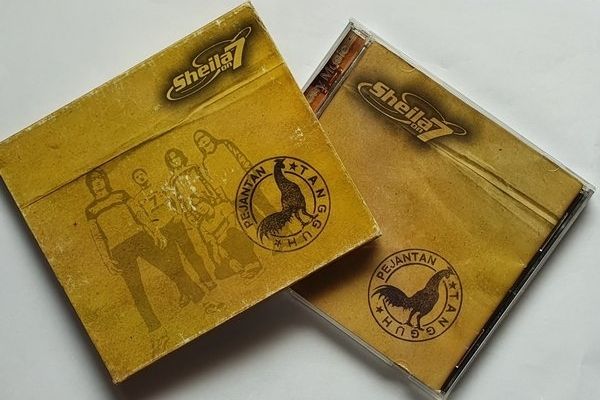 Sheila
on 7
PEJANTAN
TANGGUH
Sheila
on 7
PEJANTAN
TANGGUH